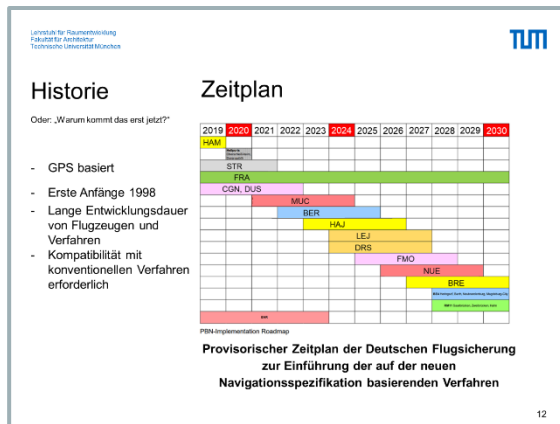 Lehrstuhl für Raumentwicklung
Fakultät für Architektur
Technische Universität München
TUM
Historie
Oder: „Warum kommt das erst jetzt?"
- GPS basiert
- Erste Anfänge 1998
- Lange Entwicklungsdauer
von Flugzeugen und
Verfahren
- Kompatibilität mit
konventionellen Verfahren
erforderlich
Zeitplan
2019 2020 2021 2022 2023 2024 2025 2026 2027 2028 2029 2030
HAM
STR
FRA
CGN, DUS
MUC
BER
HAJ
LEJ
DRS
FMO
NUE
BRE
PBN-Implementation Roadmap
Provisorischer Zeitplan der Deutschen Flugsicherung
zur Einführung der auf der neuen
Navigationsspezifikation basierenden Verfahren
12